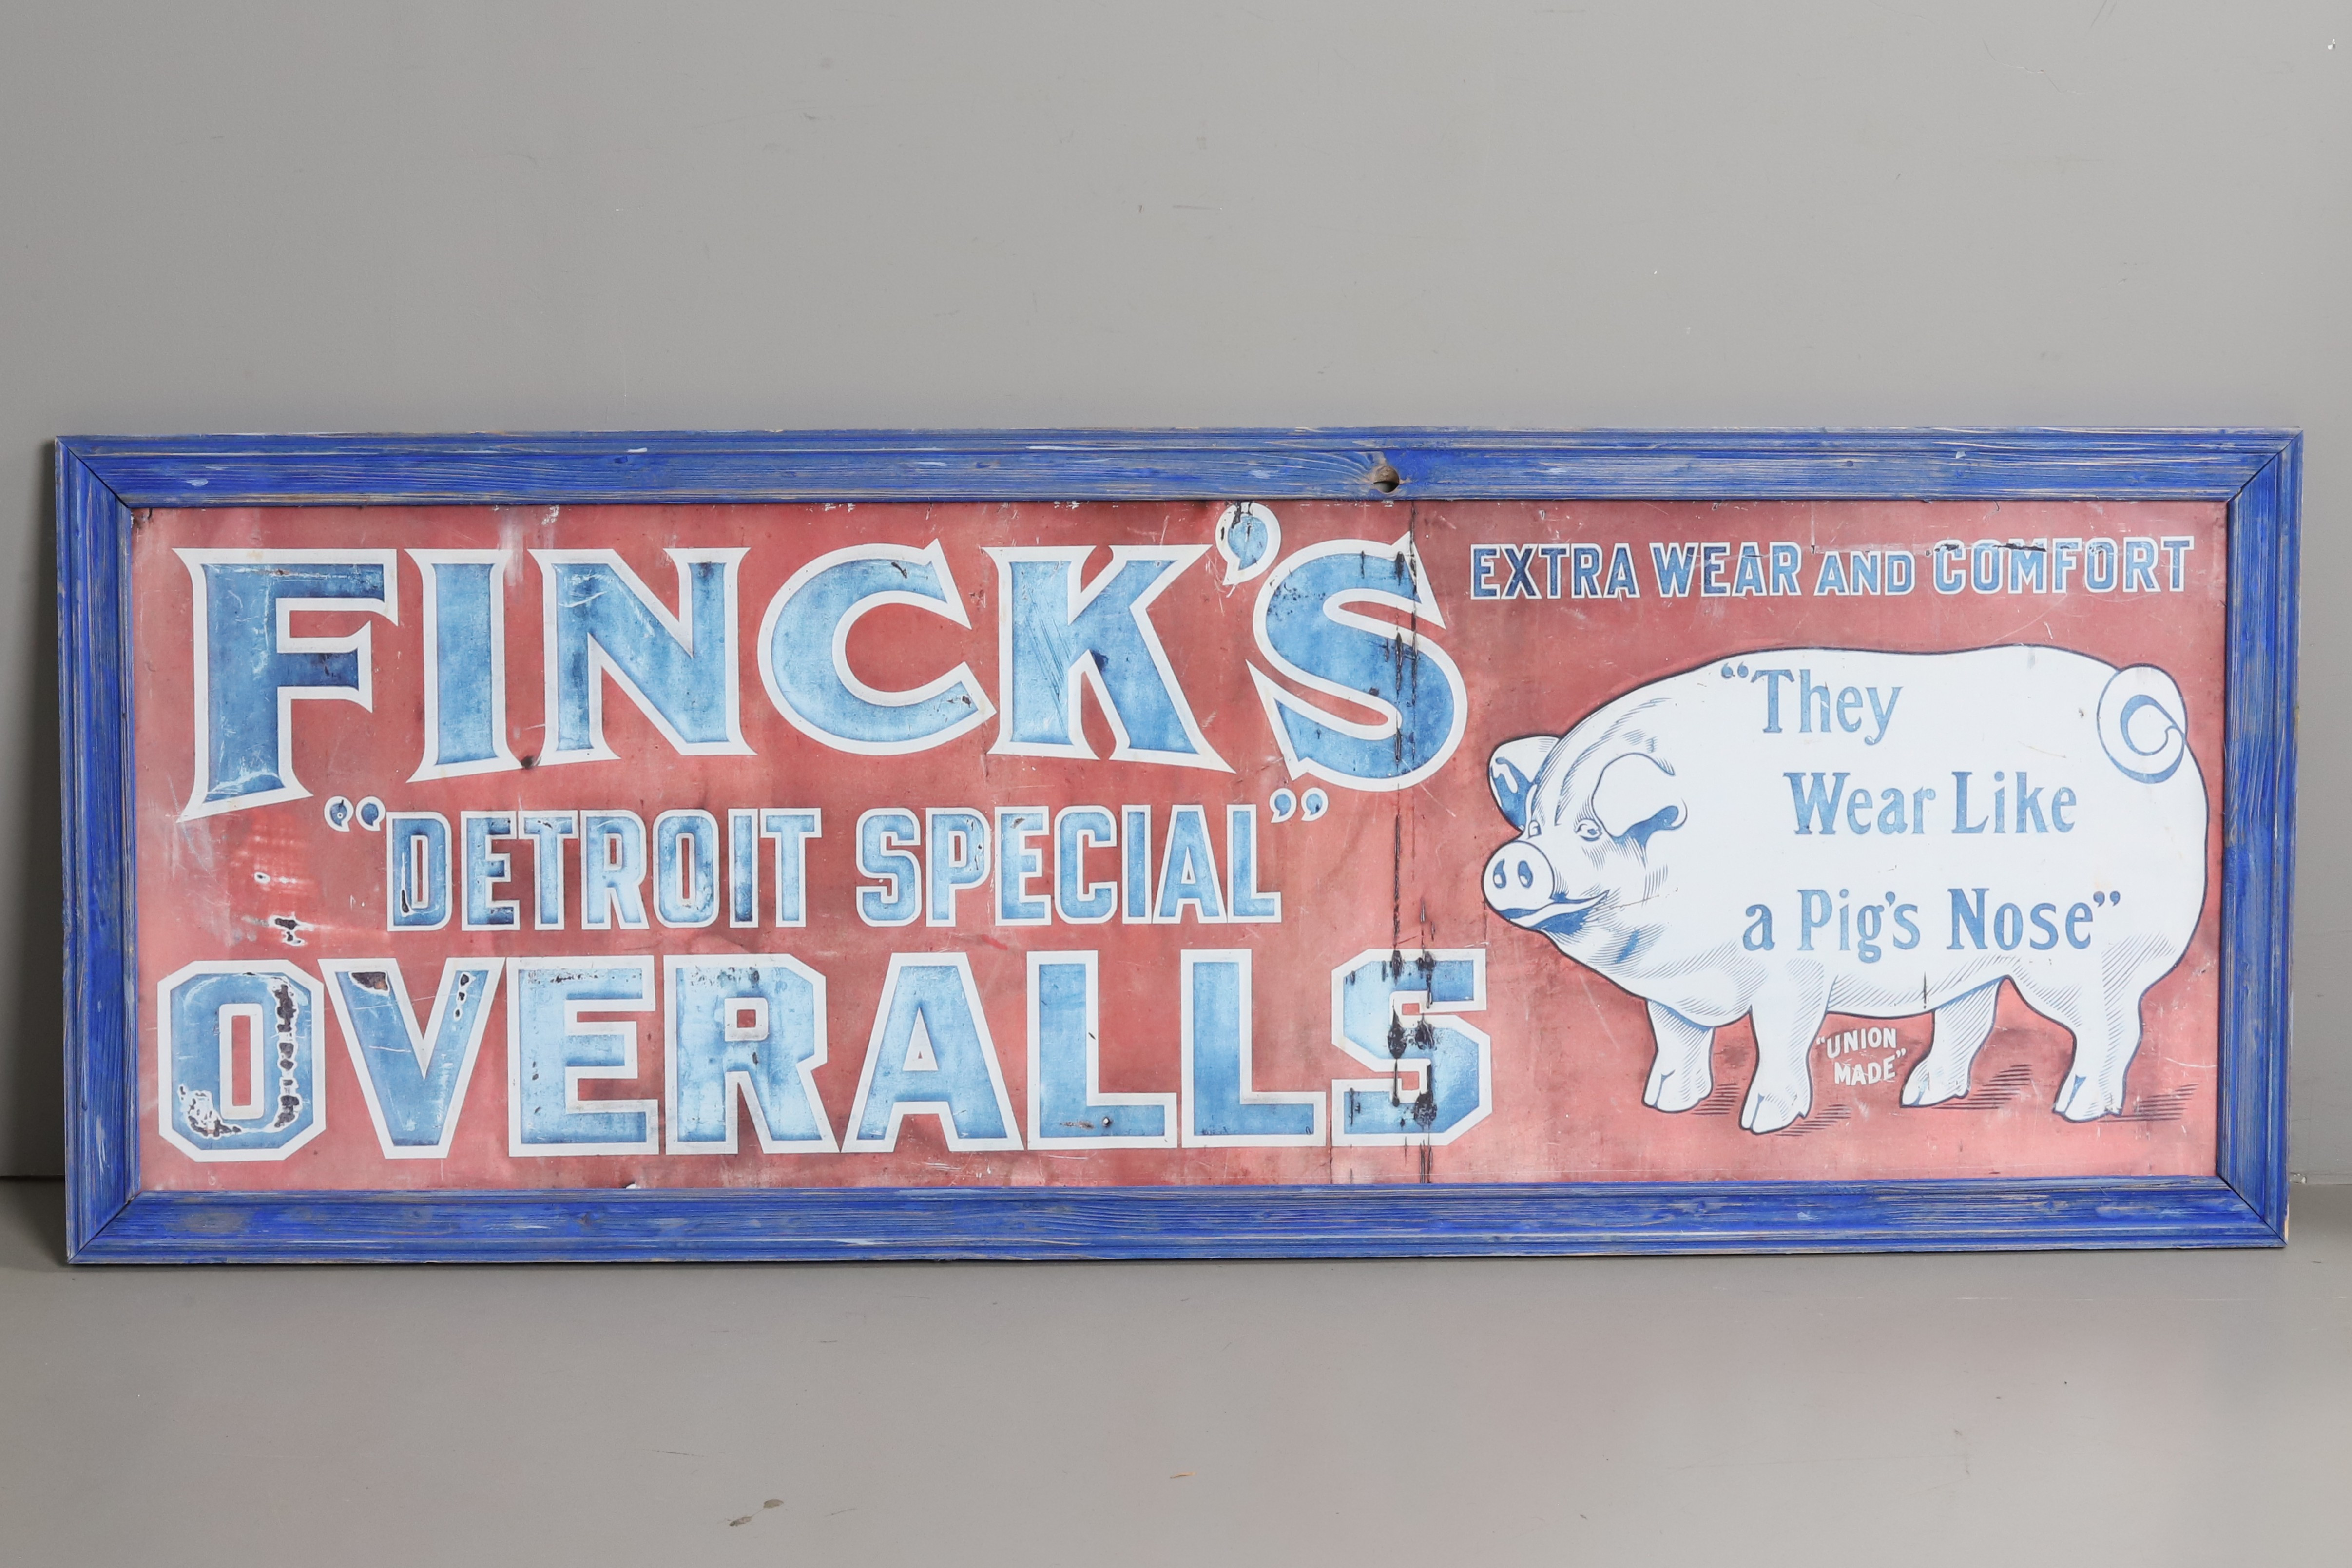 FINCK'S
"DETROIT SPECIAL"
OVERALLS
EXTRA WEAR AND COMFORT
"They
Wear Like
a Pig's Nose"
"UNION
MADE"